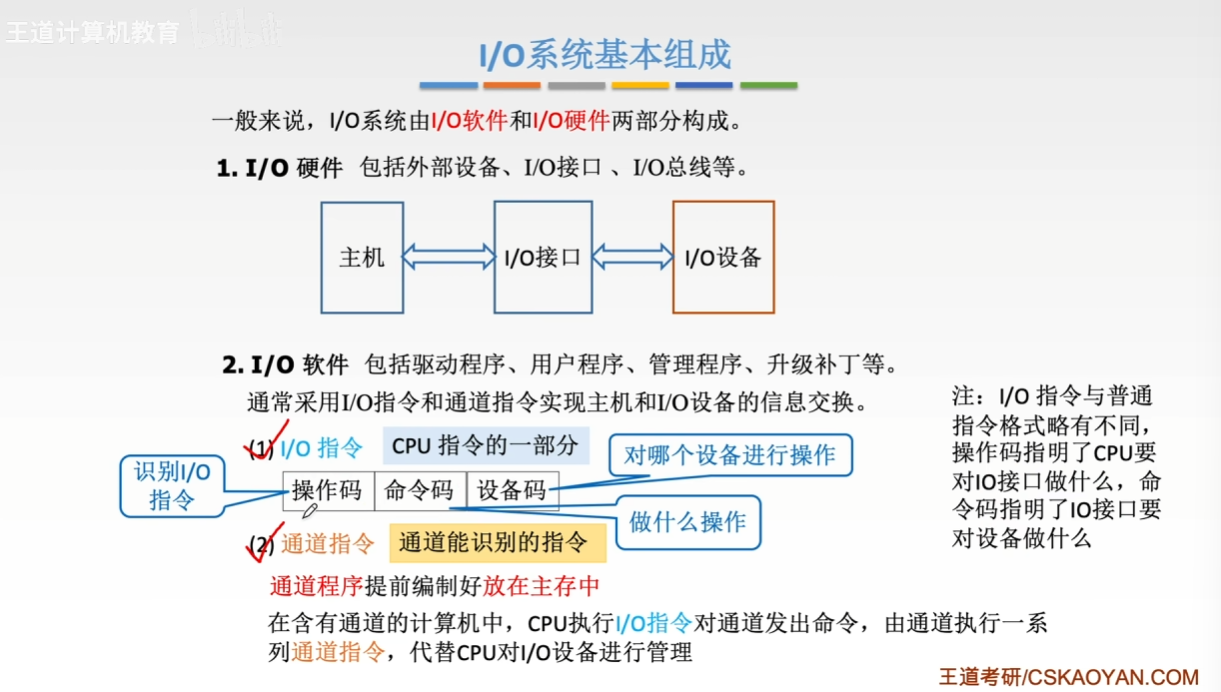 王道计算机教育 bilibili
I/O系统基本组成
一般来说，I/O系统由I/O软件和I/O硬件两部分构成。
1. I/O 硬件 包括外部设备、I/O接口 、I/O总线等。
主机
I/O接口
I/O设备
2. I/O 软件 包括驱动程序、用户程序、管理程序、升级补丁等。
通常采用I/O指令和通道指令实现主机和I/O设备的信息交换。
(1) I/O 指令 CPU 指令的一部分
对哪个设备进行操作
识别I/O
指令
操作码 命令码 设备码
做什么操作
(2) 通道指令 通道能识别的指令
通道程序提前编制好放在主存中
在含有通道的计算机中，CPU执行I/O指令对通道发出命令，由通道执行一系
列通道指令，代替CPU对I/O设备进行管理
注：I/O 指令与普通
指令格式略有不同，
操作码指明了CPU要
对IO接口做什么，命
令码指明了IO接口要
对设备做什么
王道考研/CSKAOYAN.COM